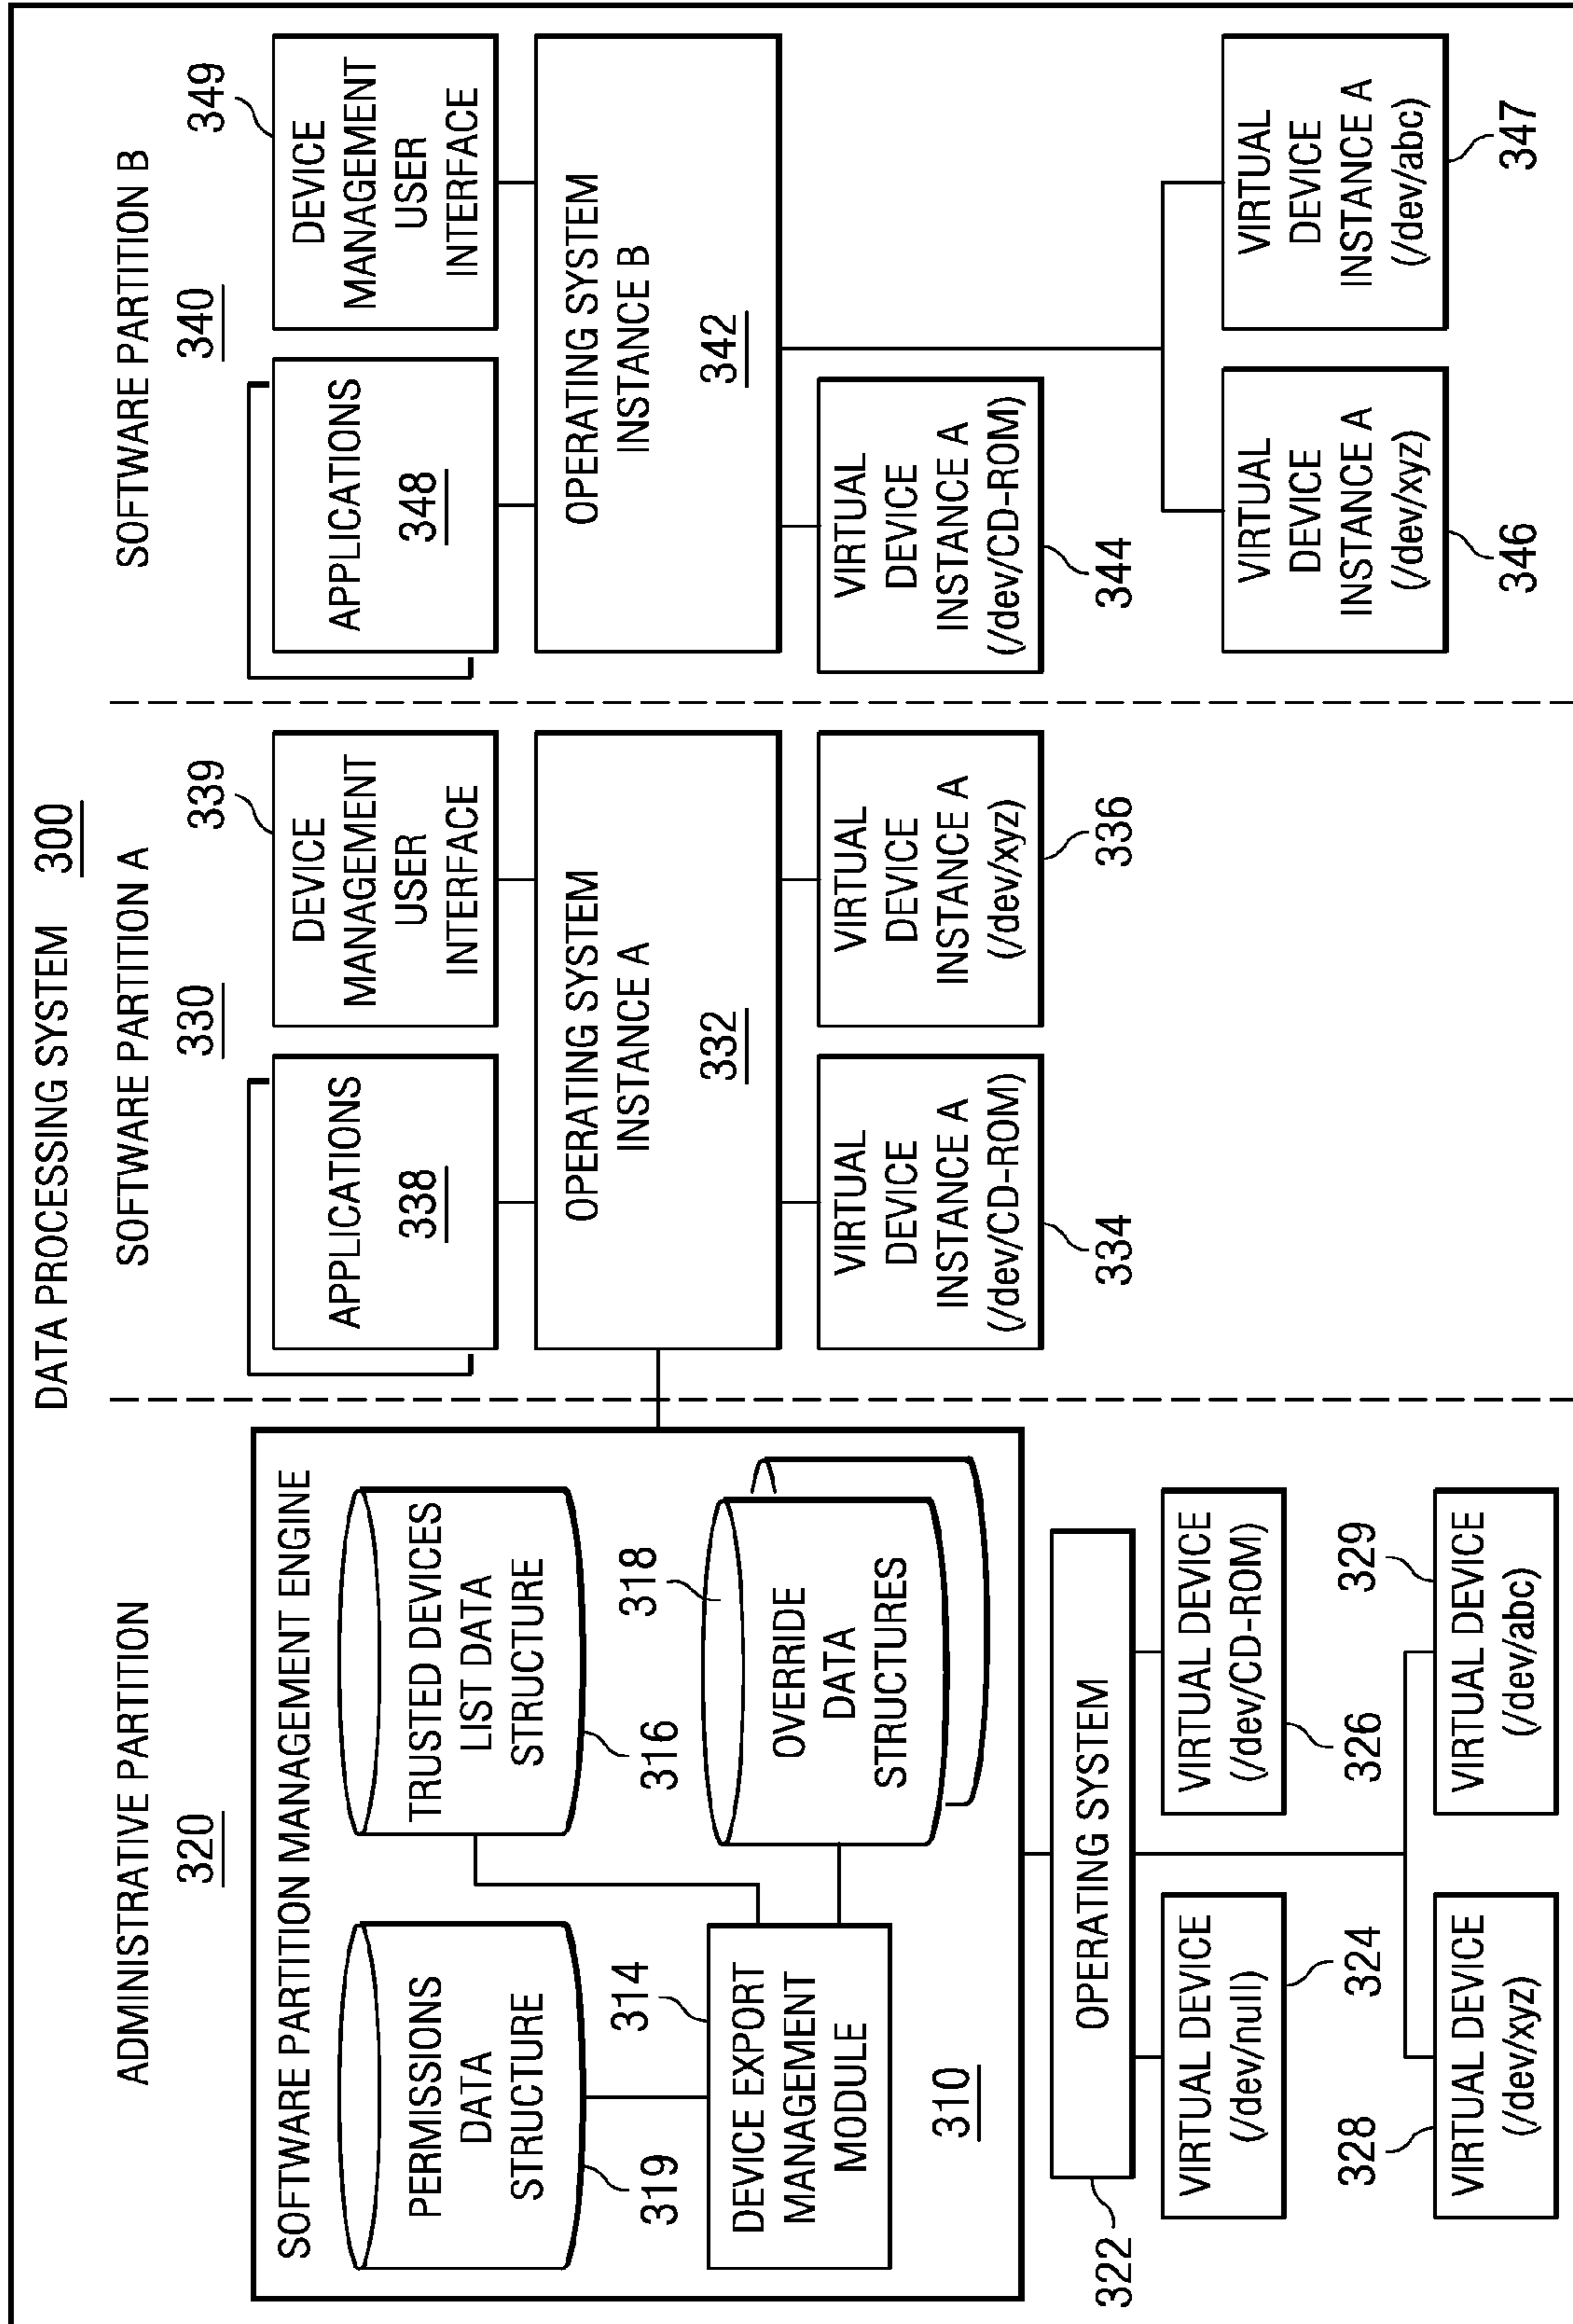 DATA PROCESSING SYSTEM 300
ADMINISTRATIVE PARTITION
320
SOFTWARE PARTITION MANAGEMENT ENGINE
PERMISSIONS
DATA
STRUCTURE
319
TRUSTED DEVICES
LIST DATA
STRUCTURE
316
314
DEVICE EXPORT
MANAGEMENT
MODULE
318
OVERRIDE
DATA
STRUCTURES
310
OPERATING SYSTEM
322
VIRTUAL DEVICE
(/dev/null)
324
VIRTUAL DEVICE
(/dev/CD-ROM)
326
328
VIRTUAL DEVICE
(/dev/xyz)
329
VIRTUAL DEVICE
(/dev/abc)
SOFTWARE PARTITION A
330
APPLICATIONS
338
339
DEVICE
MANAGEMENT
USER
INTERFACE
OPERATING SYSTEM
INSTANCE A
332
VIRTUAL
DEVICE
INSTANCE A
(/dev/CD-ROM)
334
VIRTUAL
DEVICE
INSTANCE A
(/dev/xyz)
336
SOFTWARE PARTITION B
340
APPLICATIONS
348
349
DEVICE
MANAGEMENT
USER
INTERFACE
OPERATING SYSTEM
INSTANCE B
342
VIRTUAL
DEVICE
INSTANCE A
(/dev/CD-ROM)
344
VIRTUAL
DEVICE
INSTANCE A
(/dev/xyz)
346
VIRTUAL
DEVICE
INSTANCE A
(/dev/abc)
347